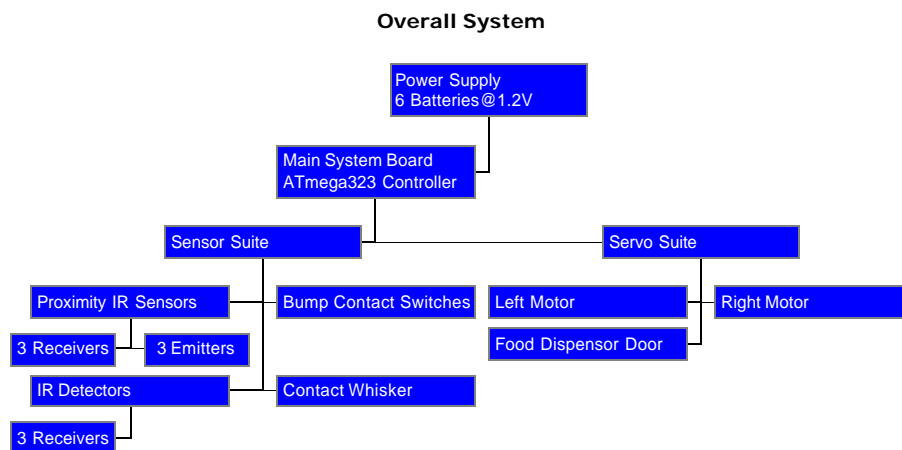 Overall System
Power Supply
6 Batteries@1.2V
Main System Board
ATmega323 Controller
Sensor Suite
Servo Suite
Proximity IR Sensors
Bump Contact Switches
Left Motor
Right Motor
3 Receivers
3 Emitters
Food Dispensor Door
IR Detectors
Contact Whisker
3 Receivers